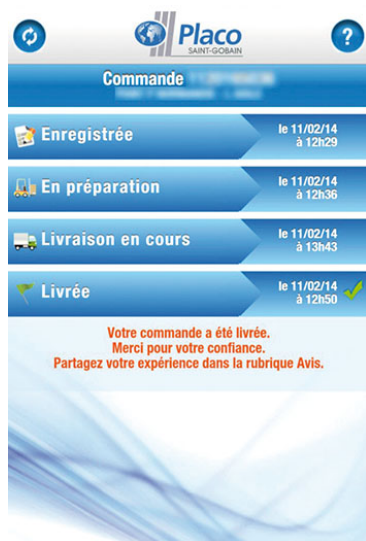 ?
Placo
SAINT-GOBAIN
Commande
Enregistrée
le 11/02/14
à 12h29
En préparation
le 11/02/14
à 12h36
Livraison en cours
le 11/02/14
à 13h43
Livrée
le 11/02/14
à 12h50
Votre commande a été livrée.
Merci pour votre confiance.
Partagez votre expérience dans la rubrique Avis.